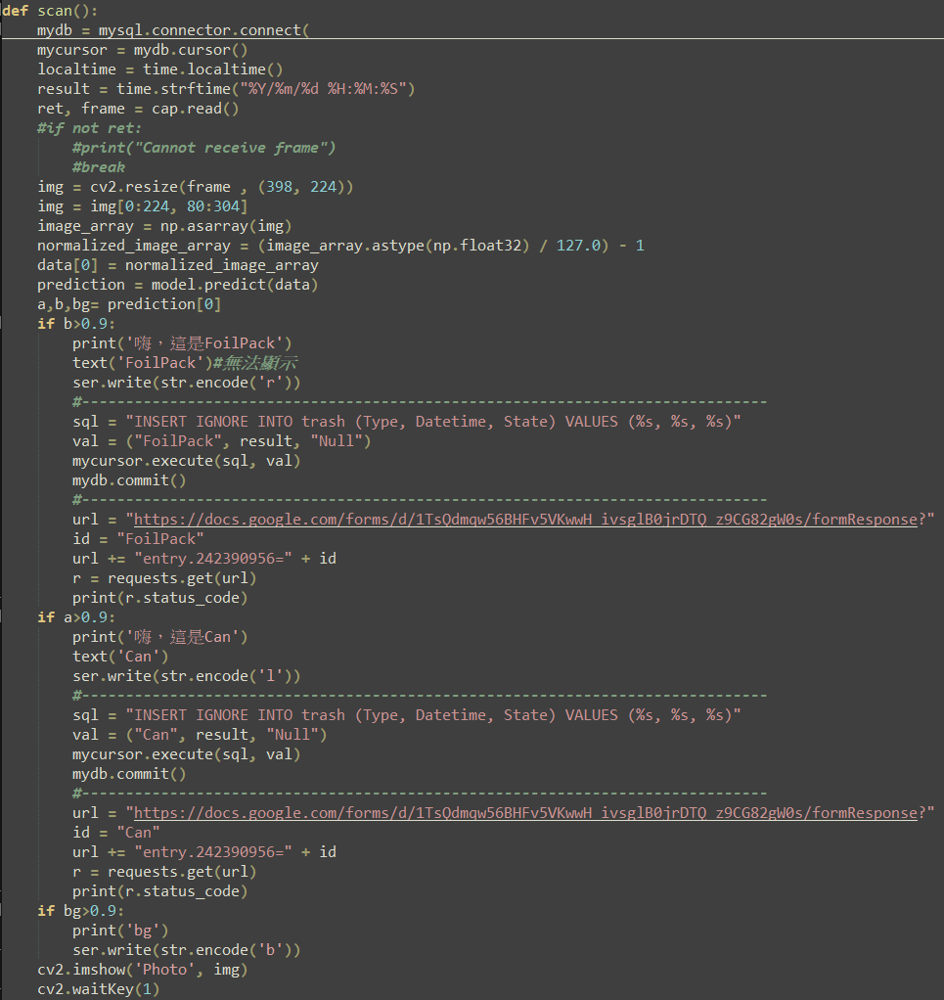 def scan():
    mydb = mysql.connector.connect(
    mycursor = mydb.cursor()
    localtime = time.localtime()
    result = time.strftime("%Y/%m/%d %H:%M:%S")
    ret, frame = cap.read()
    #if not ret:
        #print("Cannot receive frame")
        #break
    img = cv2.resize(frame , (398, 224))
    img = img[0:224, 80:304]
    image_array = np.asarray(img)
    normalized_image_array = (image_array.astype(np.float32) / 127.0) - 1
    data[0] = normalized_image_array
    prediction = model.predict(data)
    a,b,bg= prediction[0]
    if b>0.9:
        print('嗨，這是FoilPack')
        text('FoilPack')#無法顯示
        ser.write(str.encode('r'))
        #------------------------------------------------------------------------------
        sql = "INSERT IGNORE INTO trash (Type, Datetime, State) VALUES (%s, %s, %s)"
        val = ("FoilPack", result, "Null")
        mycursor.execute(sql, val)
        mydb.commit()
        #------------------------------------------------------------------------------
        url = "https://docs.google.com/forms/d/1TsQdmqw56BHFv5VKwwH_ivsglB0jrDTQ_z9CG82gW0s/formResponse?"
        id = "FoilPack"
        url += "entry.242390956=" + id
        r = requests.get(url)
        print(r.status_code)
    if a>0.9:
        print('嗨，這是Can')
        text('Can')
        ser.write(str.encode('l'))
        #------------------------------------------------------------------------------
        sql = "INSERT IGNORE INTO trash (Type, Datetime, State) VALUES (%s, %s, %s)"
        val = ("Can", result, "Null")
        mycursor.execute(sql, val)
        mydb.commit()
        #------------------------------------------------------------------------------
        url = "https://docs.google.com/forms/d/1TsQdmqw56BHFv5VKwwH_ivsglB0jrDTQ_z9CG82gW0s/formResponse?"
        id = "Can"
        url += "entry.242390956=" + id
        r = requests.get(url)
        print(r.status_code)
    if bg>0.9:
        print('bg')
        ser.write(str.encode('b'))
    cv2.imshow('Photo', img)
    cv2.waitKey(1)